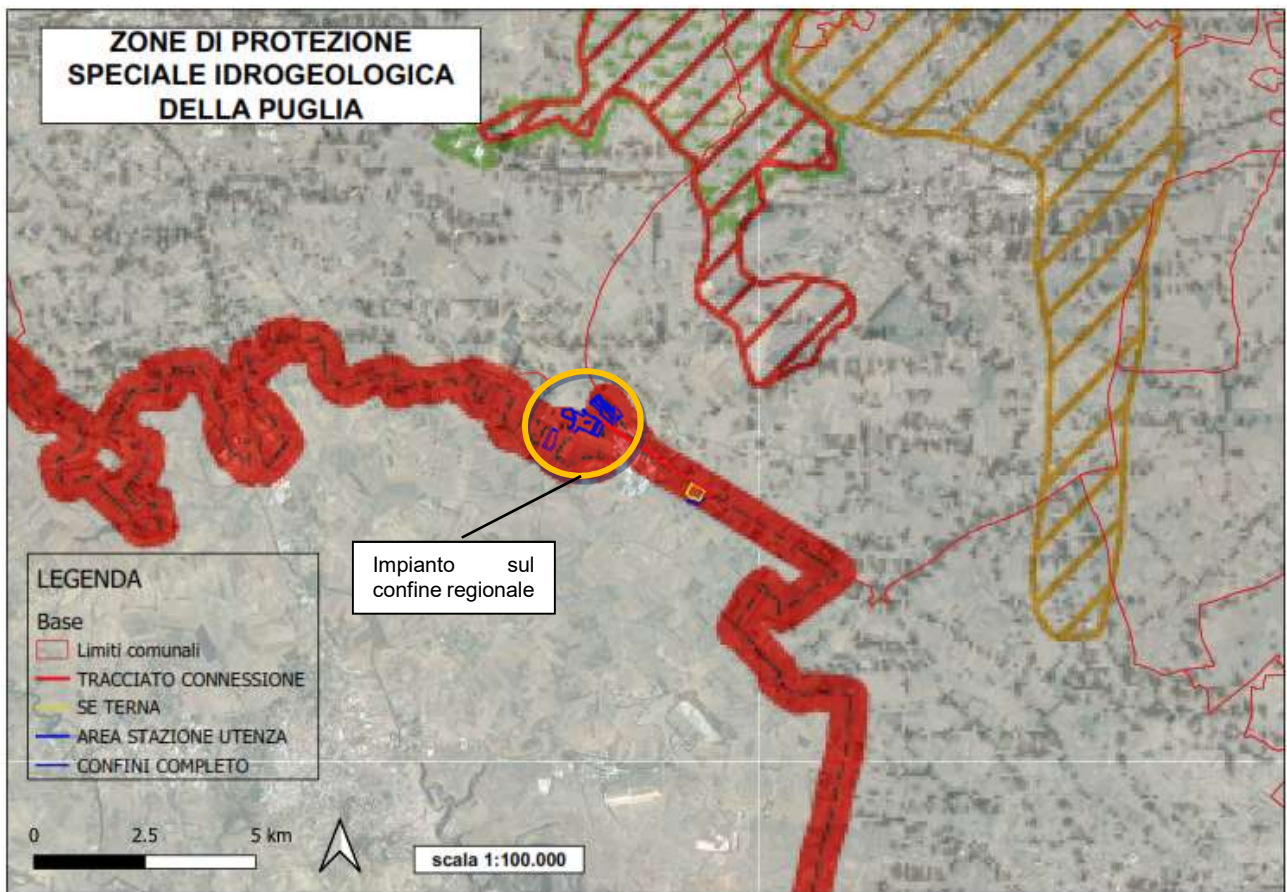 ZONE DI PROTEZIONE
SPECIALE IDROGEOLOGICA
DELLA PUGLIA
Impianto sul
confine regionale
LEGENDA
Base
Limiti comunali
TRACCIATO CONNESSIONE
SE TERNA
AREA STAZIONE UTENZA
CONFINI COMPLETO
0 2.5 5 km
scala 1:100.000